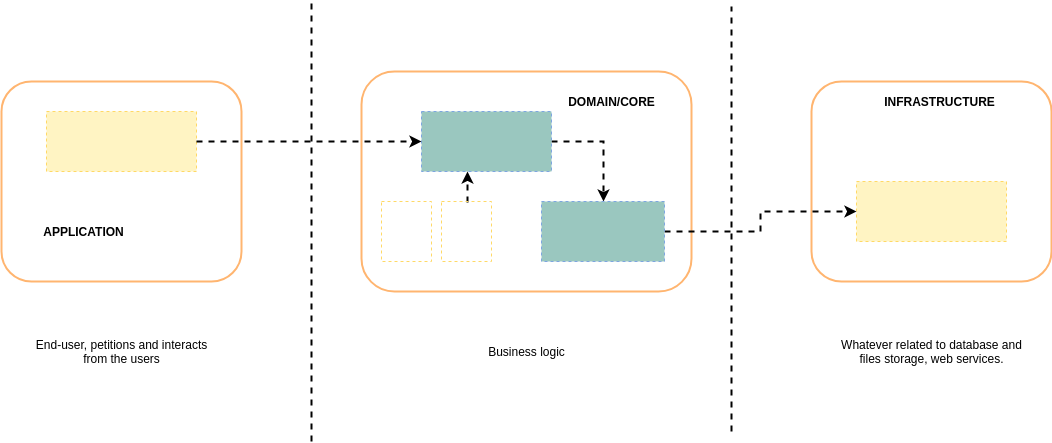 DOMAIN/CORE
INFRASTRUCTURE
APPLICATION
End-user, petitions and interacts
from the users
Business logic
Whatever related to database and
files storage, web services.